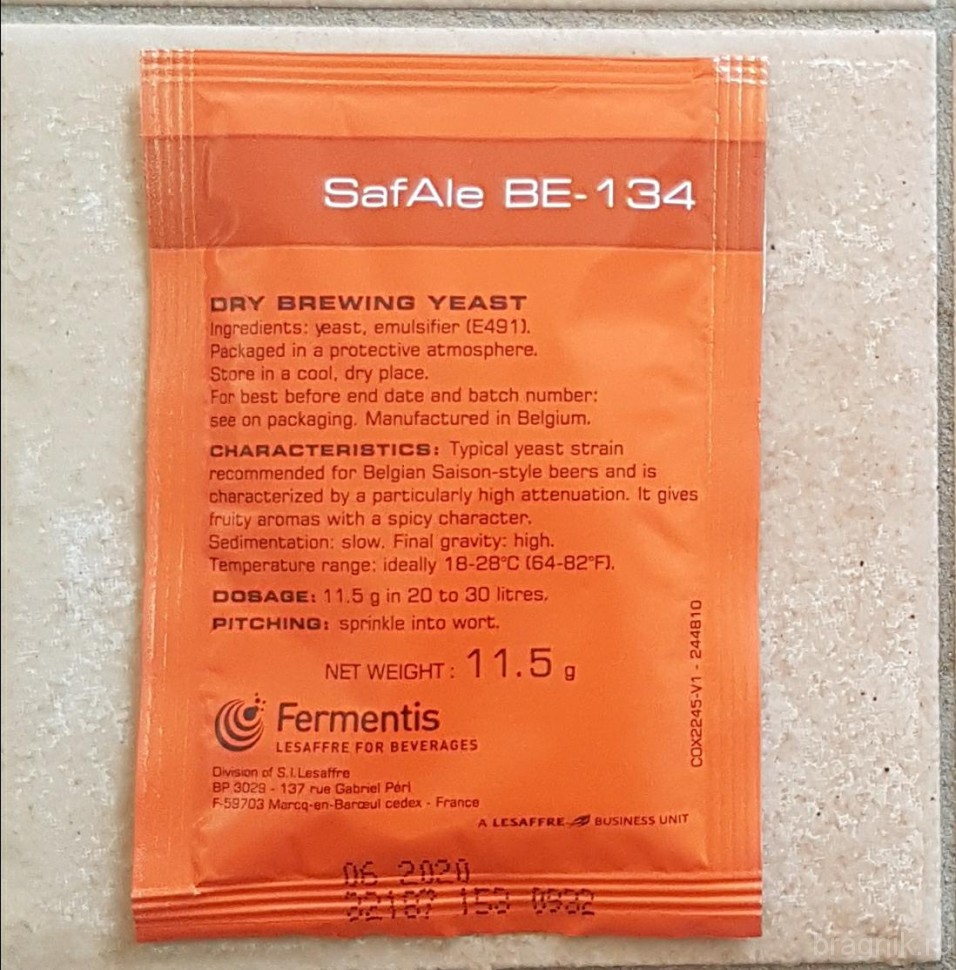 SafAle BE-134
DRY BREWING YEAST
Ingredients: yeast, emulsifier (E491).
Packaged in a protective atmosphere.
Store in a cool, dry place.
For best before end date and batch number:
see on packaging. Manufactured in Belgium.
CHARACTERISTICS: Typical yeast strain
recommended for Belgian Saison-style beers and is
characterized by a particularly high attenuation. It gives
fruity aromas with a spicy character.
Sedimentation: slow. Final gravity: high.
Temperature range: ideally 18-28°C (64-82°F).
DOSAGE: 11.5 g in 20 to 30 litres.
PITCHING: sprinkle into wort.
NET WEIGHT : 11.5 g
COX2245-V1 - 244810
Fermentis
LESAFFRE FOR BEVERAGES
Division of S.I.Lesaffre
BP 3029 - 137 rue Gabriel Péri
F-59703 Marcq-en-Barœul cedex - France
A LESAFFRE BUSINESS UNIT
06 2020
153 0932